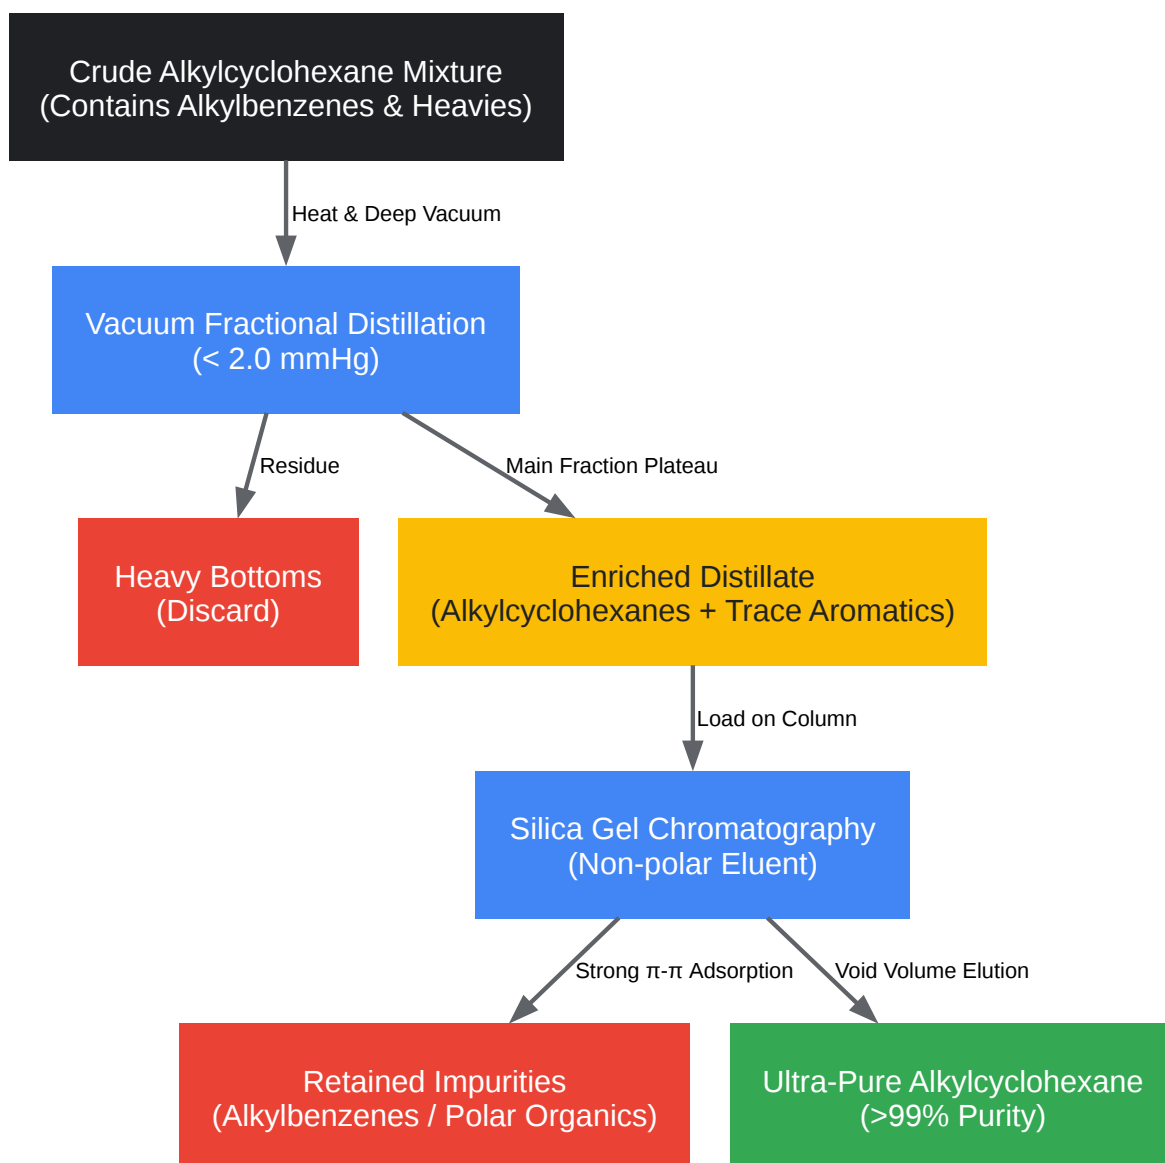 Crude Alkylcyclohexane Mixture
(Contains Alkylbenzenes & Heavies)
Heat & Deep Vacuum
Vacuum Fractional Distillation
(< 2.0 mmHg)
Residue
Main Fraction Plateau
Heavy Bottoms
(Discard)
Enriched Distillate
(Alkylcyclohexanes + Trace Aromatics)
Load on Column
Silica Gel Chromatography
(Non-polar Eluent)
Strong π-π Adsorption
Void Volume Elution
Retained Impurities
(Alkylbenzenes / Polar Organics)
Ultra-Pure Alkylcyclohexane
(>99% Purity)